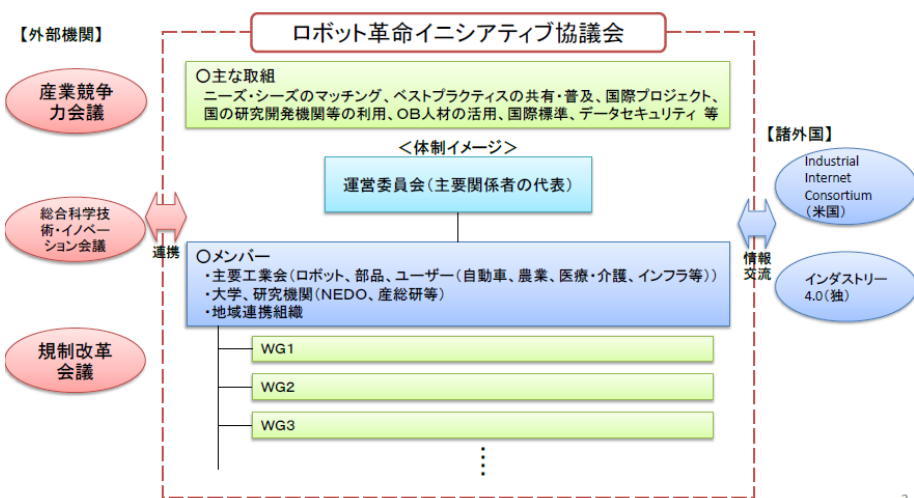 ロボット革命イニシアティブ協議会
【外部機関】
産業競争
力会議
総合科学技
術・イノベー
ション会議
規制改革
会議
連携
○主な取組
ニーズ・シーズのマッチング、ベストプラクティスの共有・普及、国際プロジェクト、
国の研究開発機関等の利用、OB人材の活用、国際標準、データセキュリティ 等
<体制イメージ>
運営委員会(主要関係者の代表)
○メンバー
・主要工業会(ロボット、部品、ユーザー(自動車、農業、医療・介護、インフラ等))
・大学、研究機関(NEDO、産総研等)
・地域連携組織
WG1
WG2
WG3
⋮
【諸外国】
Industrial
Internet
Consortium
(米国)
情報
交流
インダストリー
4.0(独)